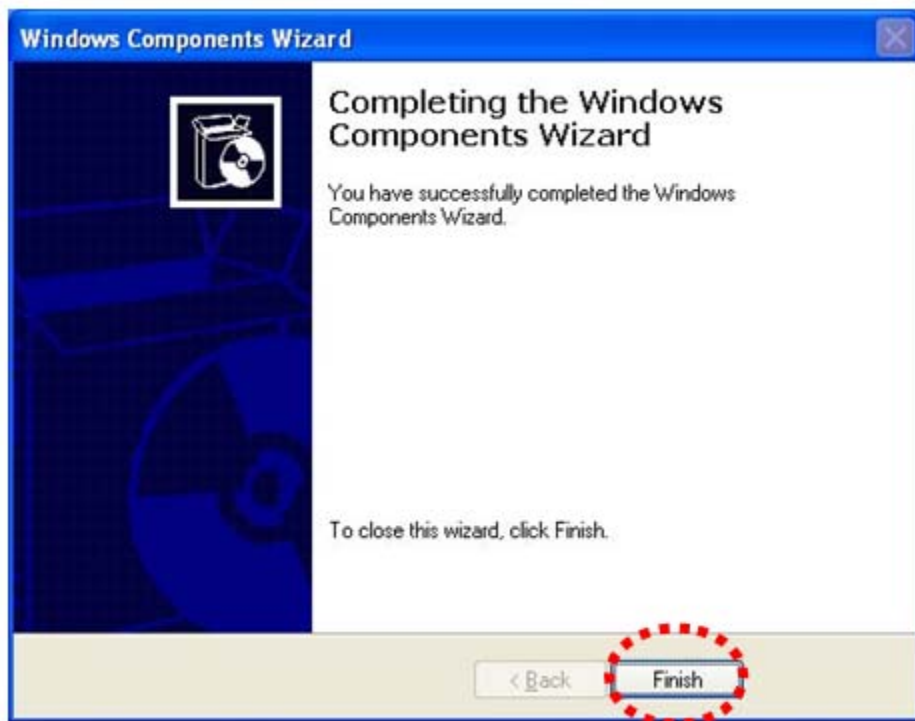 Windows Components Wizard
Completing the Windows
Components Wizard
You have successfully completed the Windows
Components Wizard.
To close this wizard, click Finish.
< Back
Finish